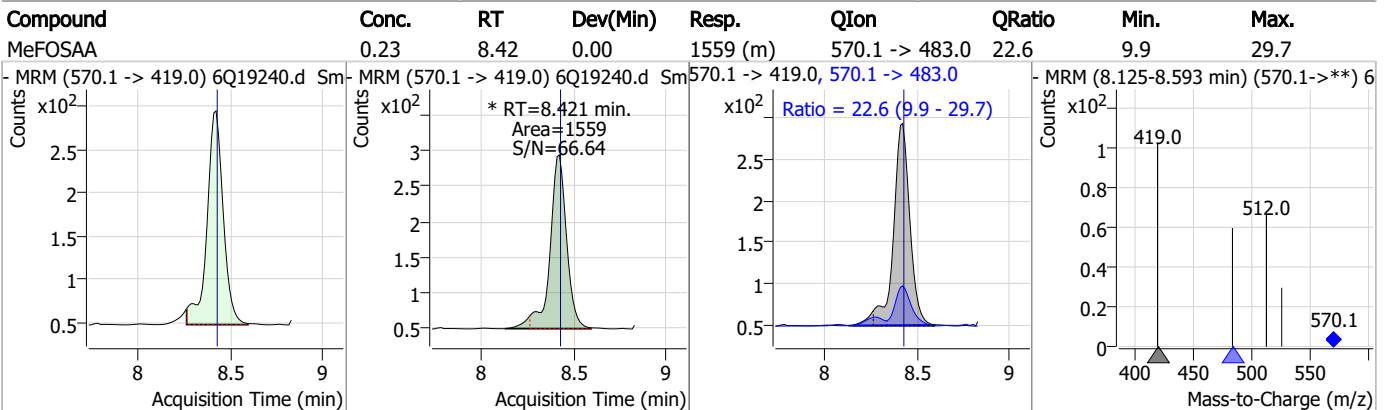 Compound Conc. RT Dev(Min) Resp. QIon QRatio Min. Max.
MeFOSAA 0.23 8.42 0.00 1559 (m) 570.1 -> 483.0 22.6 9.9 29.7
- MRM (570.1 -> 419.0) 6Q19240.d Sm
Counts
x10²
2.5
2
1.5
1
0.5
8 8.5 9
Acquisition Time (min)
- MRM (570.1 -> 419.0) 6Q19240.d Sm
Counts
x10²
* RT=8.421 min.
Area=1559
S/N=66.64
3
2.5
2
1.5
1
0.5
8 8.5 9
Acquisition Time (min)
570.1 -> 419.0, 570.1 -> 483.0
Counts
x10²
Ratio = 22.6 (9.9 - 29.7)
2.5
2
1.5
1
0.5
8 8.5 9
Acquisition Time (min)
- MRM (8.125-8.593 min) (570.1->**) 6
Counts
x10²
419.0
1
0.8
512.0
0.6
0.4
0.2
570.1
0
400 450 500 550
Mass-to-Charge (m/z)